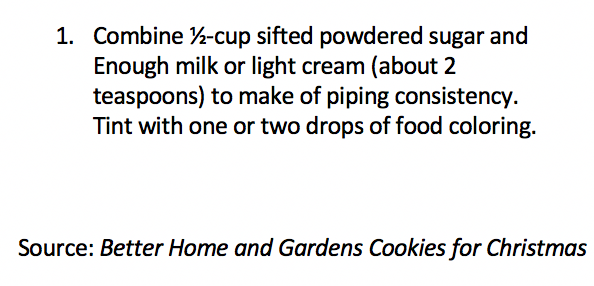 1. Combine ½-cup sifted powdered sugar and
Enough milk or light cream (about 2
teaspoons) to make of piping consistency.
Tint with one or two drops of food coloring.
Source: Better Home and Gardens Cookies for Christmas